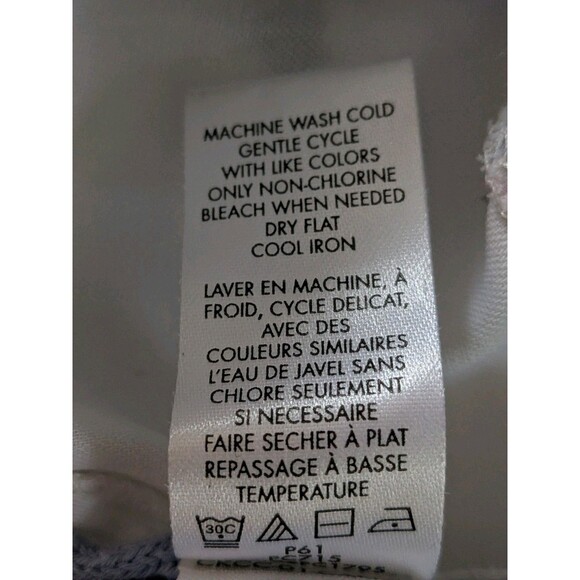 MACHINE WASH COLD
GENTLE CYCLE
WITH LIKE COLORS
ONLY NON-CHLORINE
BLEACH WHEN NEEDED
DRY FLAT
COOL IRON
LAVER EN MACHINE, À
FROID, CYCLE DELICAT,
AVEC DES
COULEURS SIMILAIRES
L'EAU DE JAVEL SANS
CHLORE SEULEMENT
SI NECESSAIRE
FAIRE SECHER À PLAT
REPASSAGE À BASSE
TEMPERATURE
30C
P61